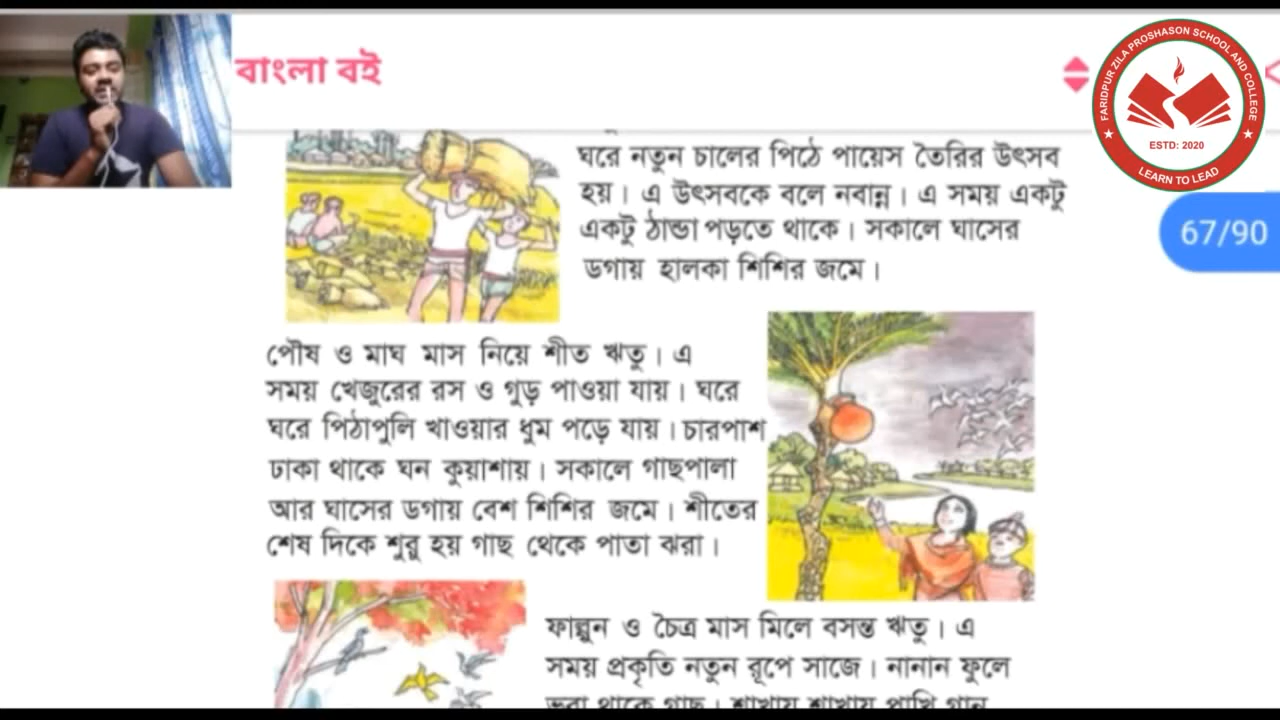 বাংলা বই
FARIDPUR ZILA PROSHASON SCHOOL AND COLLEGE
ESTD: 2020
LEARN TO LEAD
67/90
ঘরে নতুন চালের পিঠে পায়েস তৈরির উৎসব
হয়। এ উৎসবকে বলে নবান্ন। এ সময় একটু
একটু ঠান্ডা পড়তে থাকে। সকালে ঘাসের
ডগায় হালকা শিশির জমে।
পৌষ ও মাঘ মাস নিয়ে শীত ঋতু। এ
সময় খেজুরের রস ও গুড় পাওয়া যায়। ঘরে
ঘরে পিঠাপুলি খাওয়ার ধুম পড়ে যায়। চারপাশ
ঢাকা থাকে ঘন কুয়াশায়। সকালে গাছপালা
আর ঘাসের ডগায় বেশ শিশির জমে। শীতের
শেষ দিকে শুরু হয় গাছ থেকে পাতা ঝরা।
ফাল্গুন ও চৈত্র মাস মিলে বসন্ত ঋতু। এ
সময় প্রকৃতি নতুন রূপে সাজে। নানান ফুলে
ভরা থাকে গাছ। শাখায় শাখায় পাখি গান